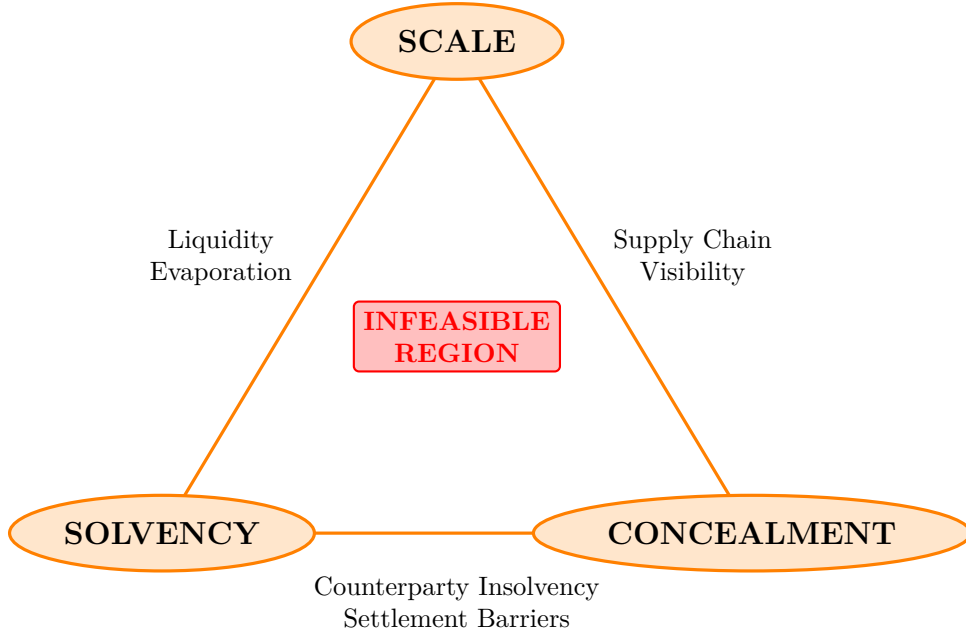 SCALE
Liquidity
Evaporation
Supply Chain
Visibility
INFEASIBLE
REGION
SOLVENCY
CONCEALMENT
Counterparty Insolvency
Settlement Barriers